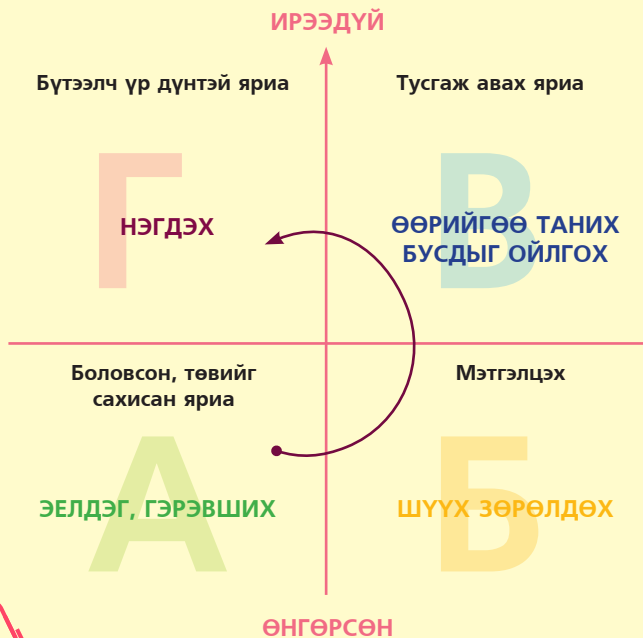 ИРЭЭДҮЙ
Бүтээлч үр дүнтэй яриа
Тусгаж авах яриа
Г
НЭГДЭХ
В
ӨӨРИЙГӨӨ ТАНИХ
БУСДЫГ ОЙЛГОХ
Боловсон, төвийг
сахисан яриа
Мэтгэлцэх
А
ЭЕЛДЭГ, ГЭРЭВШИХ
Б
ШҮҮХ ЗӨРӨЛДӨХ
ӨНГӨРСӨН